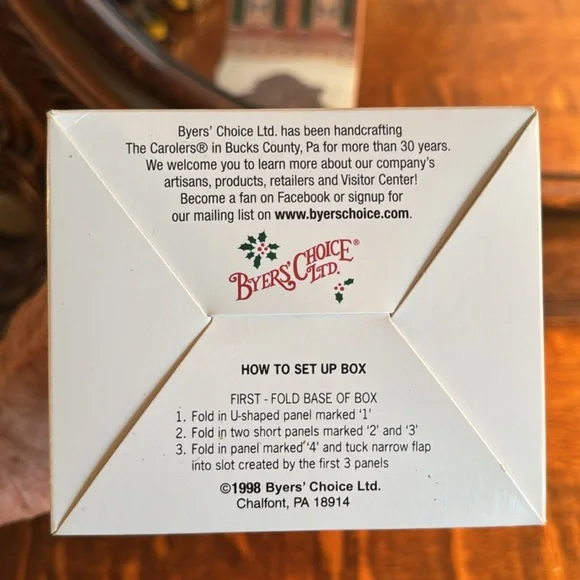 Byers' Choice Ltd. has been handcrafting
The Carolers® in Bucks County, Pa for more than 30 years.
We welcome you to learn more about our company's
artisans, products, retailers and Visitor Center!
Become a fan on Facebook or signup for
our mailing list on www.byerschoice.com.
BYERS' CHOICE®
LTD.
HOW TO SET UP BOX
FIRST - FOLD BASE OF BOX
1. Fold in U-shaped panel marked '1'
2. Fold in two short panels marked '2' and '3'
3. Fold in panel marked '4' and tuck narrow flap
into slot created by the first 3 panels
©1998 Byers' Choice Ltd.
Chalfont, PA 18914